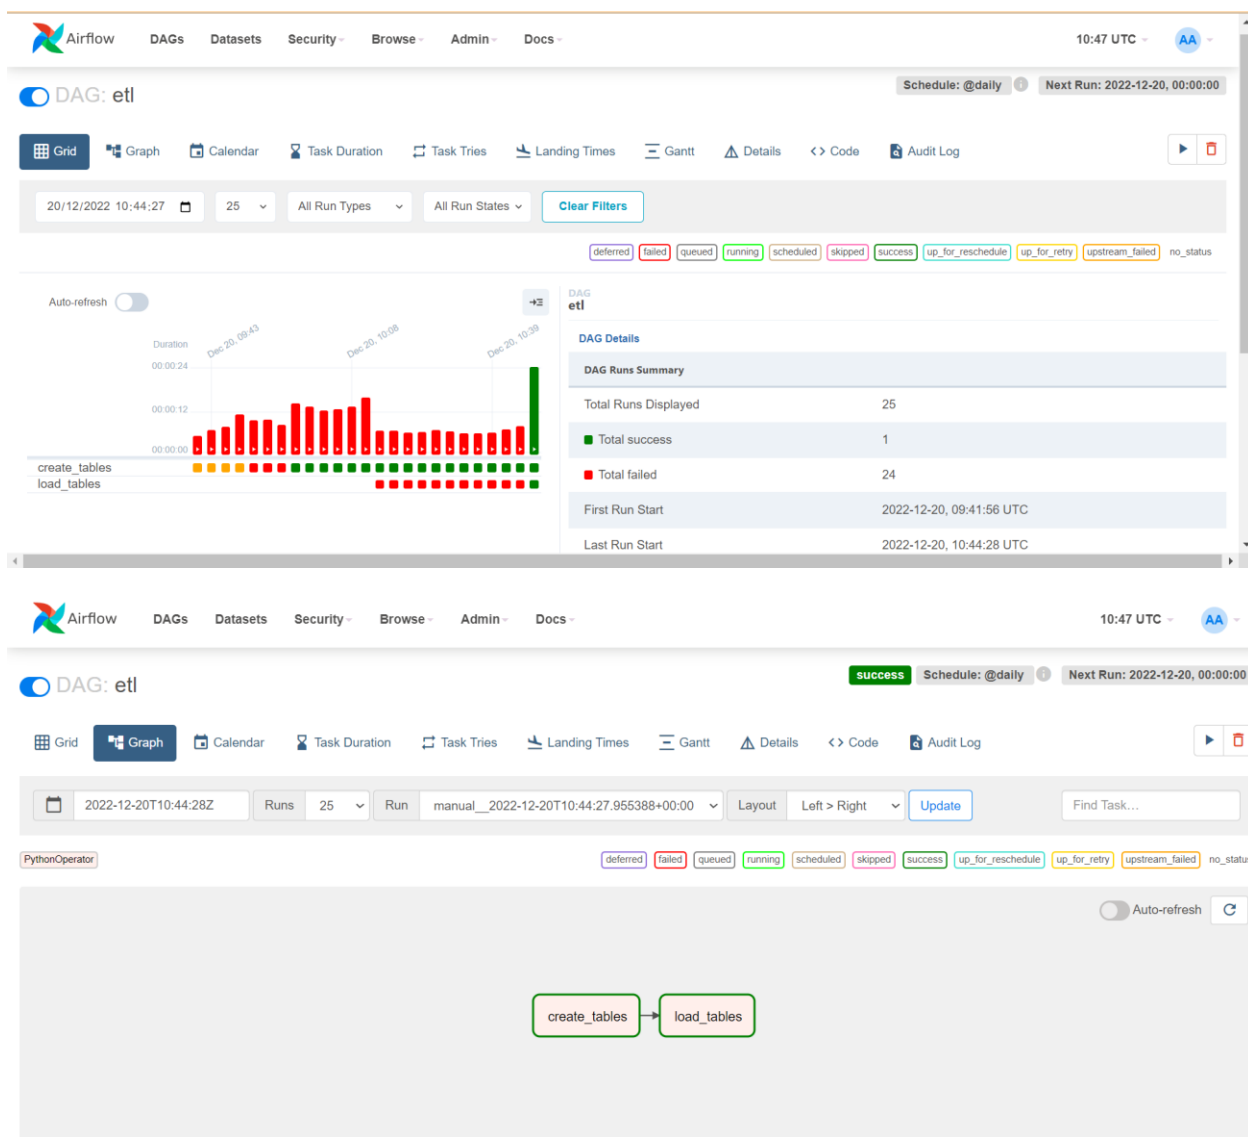 Airflow DAGs Datasets Security Browse Admin Docs 10:47 UTC AA
DAG: etl Schedule: @daily i Next Run: 2022-12-20, 00:00:00
Grid Graph Calendar Task Duration Task Tries Landing Times Gantt Details <> Code Audit Log
20/12/2022 10:44:27 25 All Run Types All Run States Clear Filters
deferred failed queued running scheduled skipped success up_for_reschedule up_for_retry upstream_failed no_status
Auto-refresh
DAG
etl
Duration Dec 20, 09:43 Dec 20, 10:08 Dec 20, 10:39
00:00:24
00:00:12
00:00:00
create_tables
load_tables
DAG Details
DAG Runs Summary
Total Runs Displayed 25
Total success 1
Total failed 24
First Run Start 2022-12-20, 09:41:56 UTC
Last Run Start 2022-12-20, 10:44:28 UTC
Airflow DAGs Datasets Security Browse Admin Docs 10:47 UTC AA
DAG: etl success Schedule: @daily i Next Run: 2022-12-20, 00:00:00
Grid Graph Calendar Task Duration Task Tries Landing Times Gantt Details <> Code Audit Log
2022-12-20T10:44:28Z Runs 25 Run manual__2022-12-20T10:44:27.955388+00:00 Layout Left > Right Update Find Task...
PythonOperator deferred failed queued running scheduled skipped success up_for_reschedule up_for_retry upstream_failed no_statu
Auto-refresh
create_tables load_tables